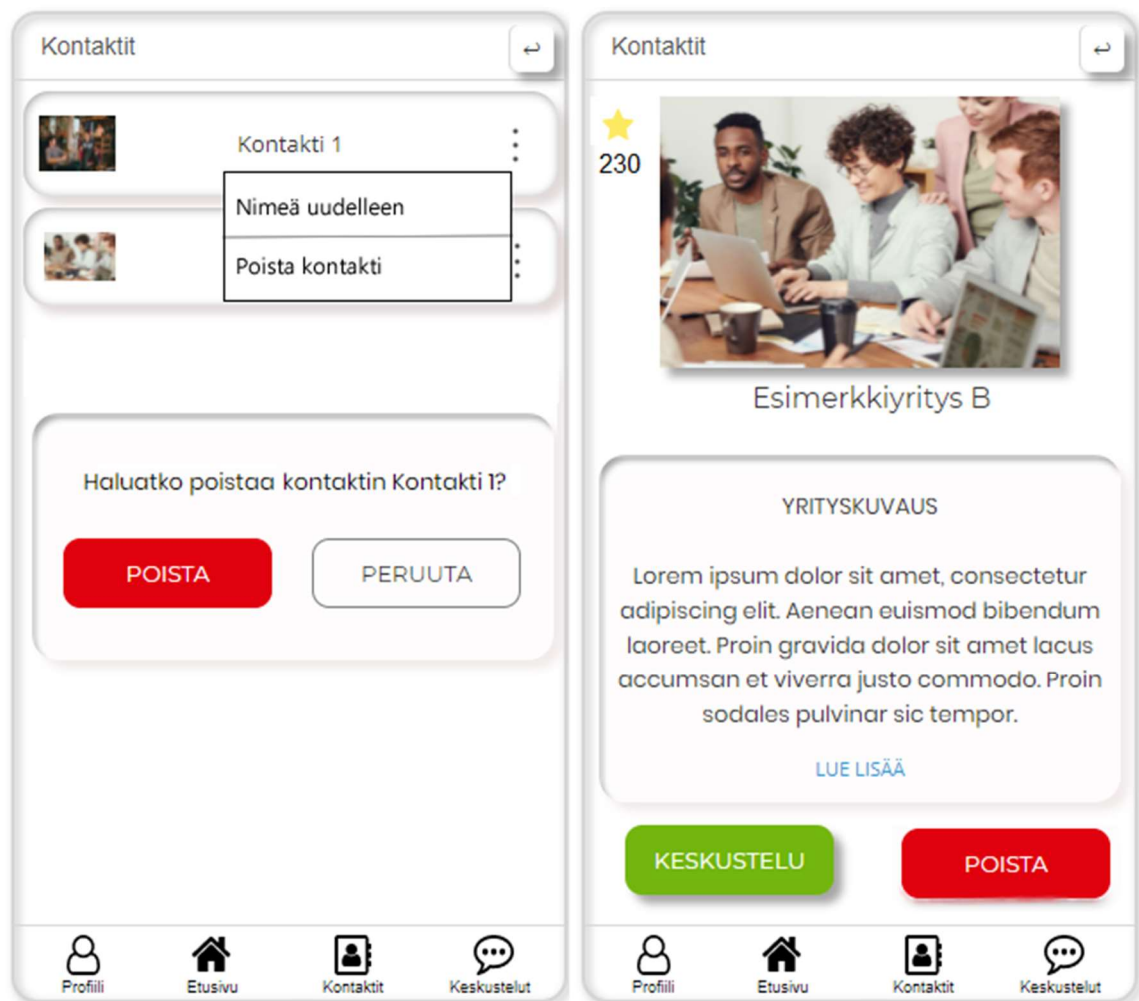 Kontaktit
Kontakti 1
Nimeä uudelleen
Poista kontakti
Haluatko poistaa kontaktin Kontakti 1?
POISTA
PERUUTA
Profiili
Etusivu
Kontaktit
Keskustelut
Kontaktit
230
Esimerkkiyritys B
YRITYSKUVAUS
Lorem ipsum dolor sit amet, consectetur
adipiscing elit. Aenean euismod bibendum
laoreet. Proin gravida dolor sit amet lacus
accumsan et viverra justo commodo. Proin
sodales pulvinar sic tempor.
LUE LISÄÄ
KESKUSTELU
POISTA
Profiili
Etusivu
Kontaktit
Keskustelut